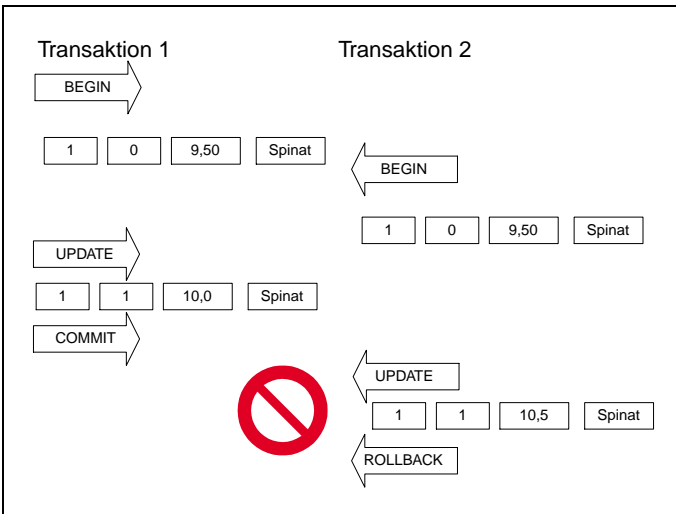 Transaktion 1 Transaktion 2
BEGIN
1 0 9,50 Spinat
BEGIN
1 0 9,50 Spinat
UPDATE
1 1 10,0 Spinat
COMMIT
UPDATE
1 1 10,5 Spinat
ROLLBACK